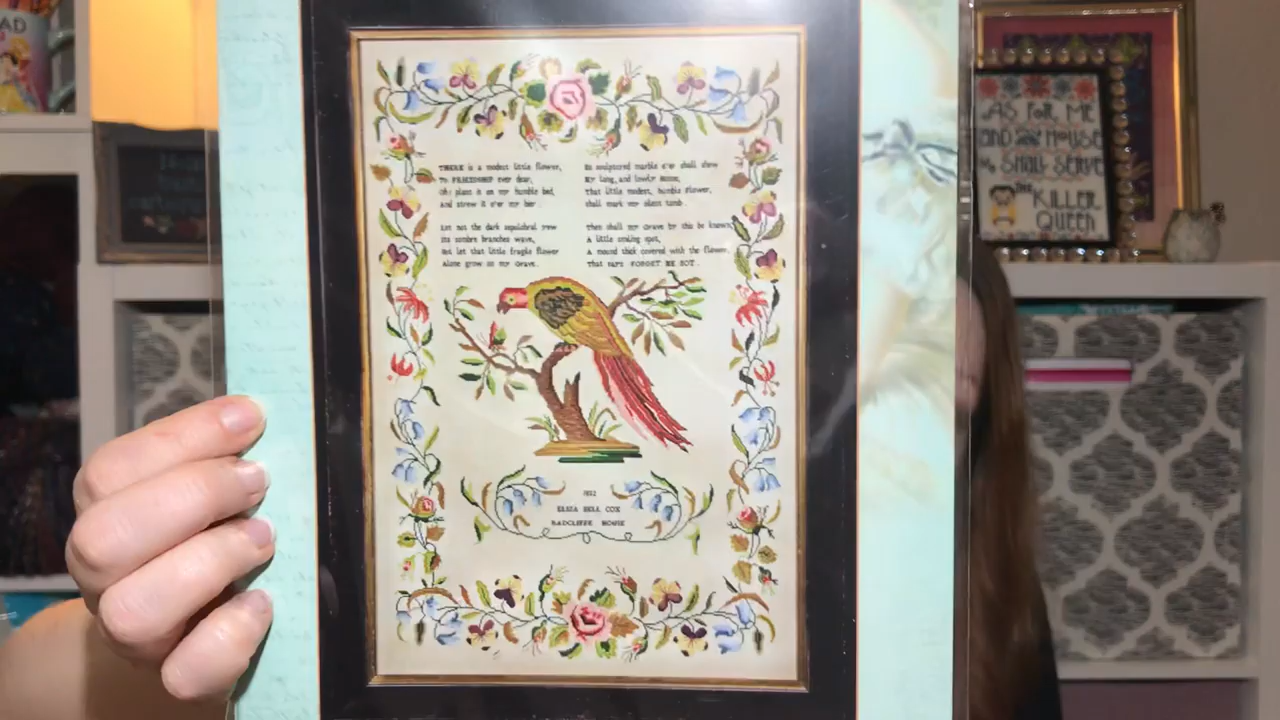 AD
AS FOR ME
AND HOUSE
SHALL SERVE
THE
KILLER
QUEEN
THERE is a modest little flower,
To FRIENDSHIP ever dear,
Oh! plant it on my humble bed,
And strew it o'er my bier.
Let not the dark sepulchral yew
Its sombre branches wave,
But let that little fragile flower
Alone grow on my Grave.
No sculptured marble e'er shall show
My long, and lowly home,
That little modest, humble flower,
shall mark my silent tomb.
then shall my Grave by this be known,
A little smiling spot,
A mound thick covered with the flower,
That says FORGET ME NOT.
1832
ELIZA BELL COX
RADCLIFFE HOUSE